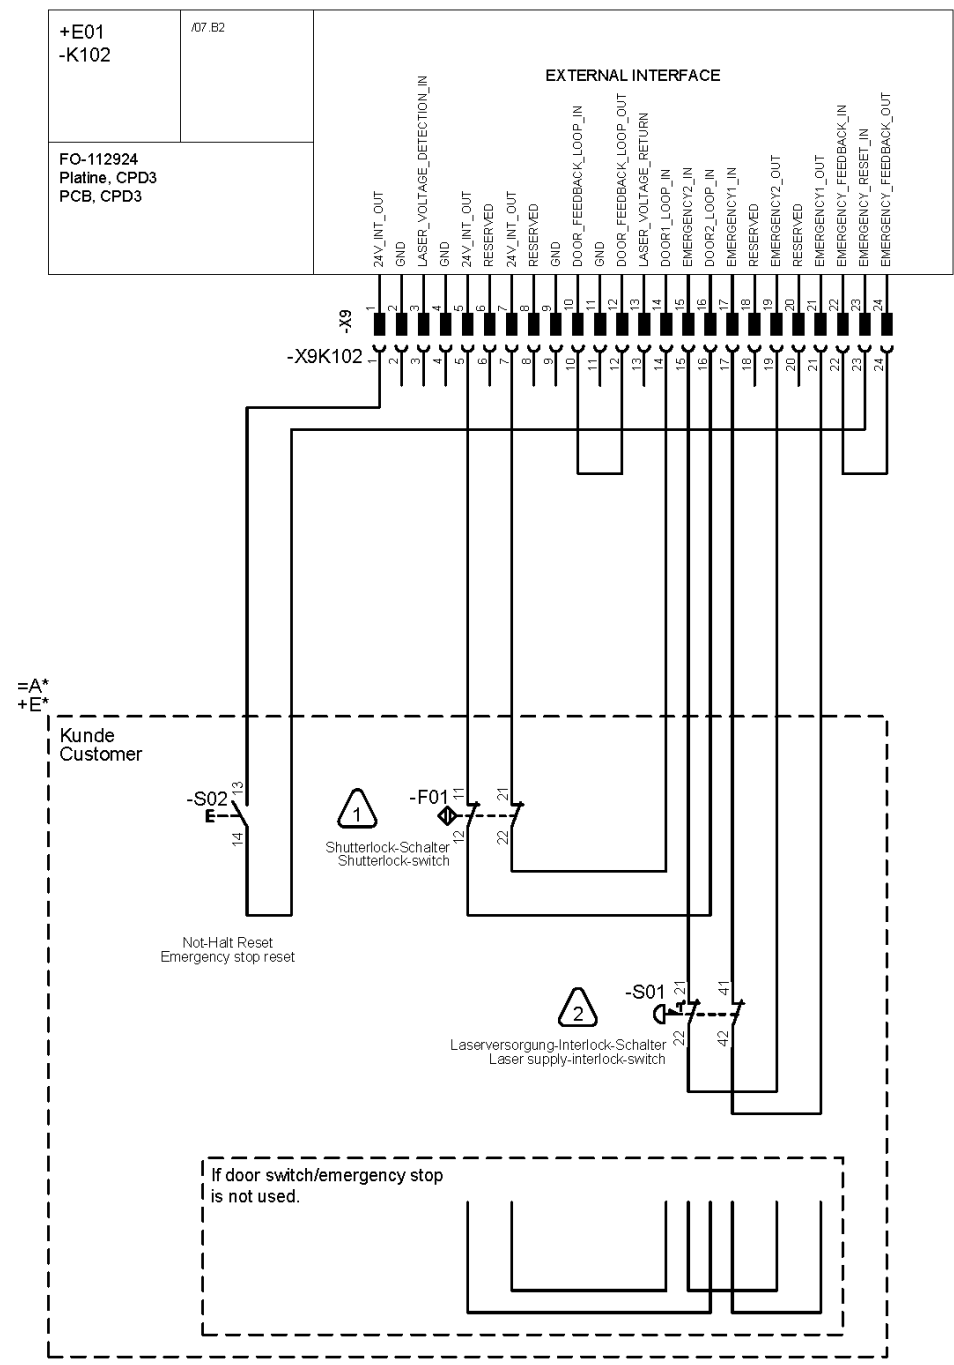 +E01
-K102
/07.B2
FO-112924
Platine, CPD3
PCB, CPD3
EXTERNAL INTERFACE
24V_INT_OUT
GND
LASER_VOLTAGE_DETECTION_IN
GND
24V_INT_OUT
RESERVED
24V_INT_OUT
RESERVED
GND
DOOR_FEEDBACK_LOOP_IN
GND
DOOR_FEEDBACK_LOOP_OUT
LASER_VOLTAGE_RETURN
DOOR1_LOOP_IN
EMERGENCY2_IN
DOOR2_LOOP_IN
EMERGENCY1_IN
RESERVED
EMERGENCY2_OUT
RESERVED
EMERGENCY1_OUT
EMERGENCY_FEEDBACK_IN
EMERGENCY_RESET_IN
EMERGENCY_FEEDBACK_OUT
-X9
1 2 3 4 5 6 7 8 9 10 11 12 13 14 15 16 17 18 19 20 21 22 23 24
-X9K102
1 2 3 4 5 6 7 8 9 10 11 12 13 14 15 16 17 18 19 20 21 22 23 24
=A*
+E*
Kunde
Customer
-S02
13
14
E
Not-Halt Reset
Emergency stop reset
1
Shutterlock-Schalter
Shutterlock-switch
-F01
11
12
21
22
2
Laserversorgung-Interlock-Schalter
Laser supply-interlock-switch
-S01
21
22
41
42
If door switch/emergency stop
is not used.